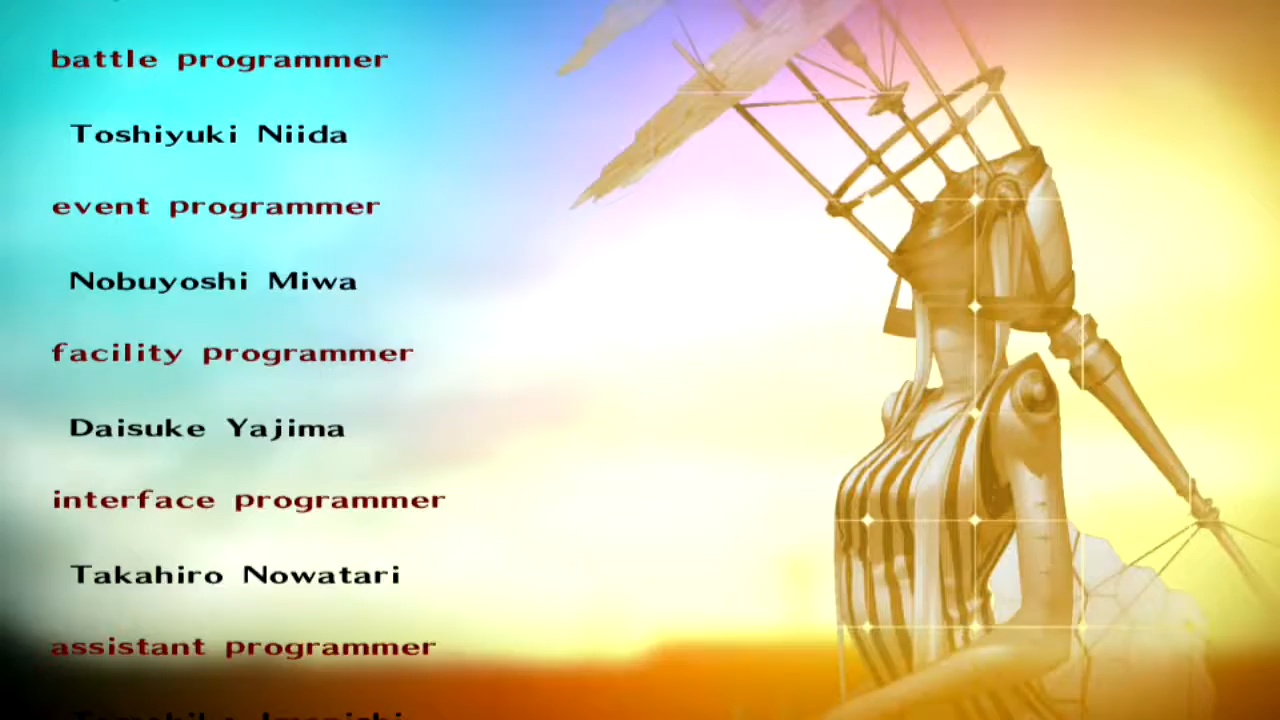 battle programmer
Toshiyuki Niida
event programmer
Nobuyoshi Miwa
facility programmer
Daisuke Yajima
interface programmer
Takahiro Nowatari
assistant programmer